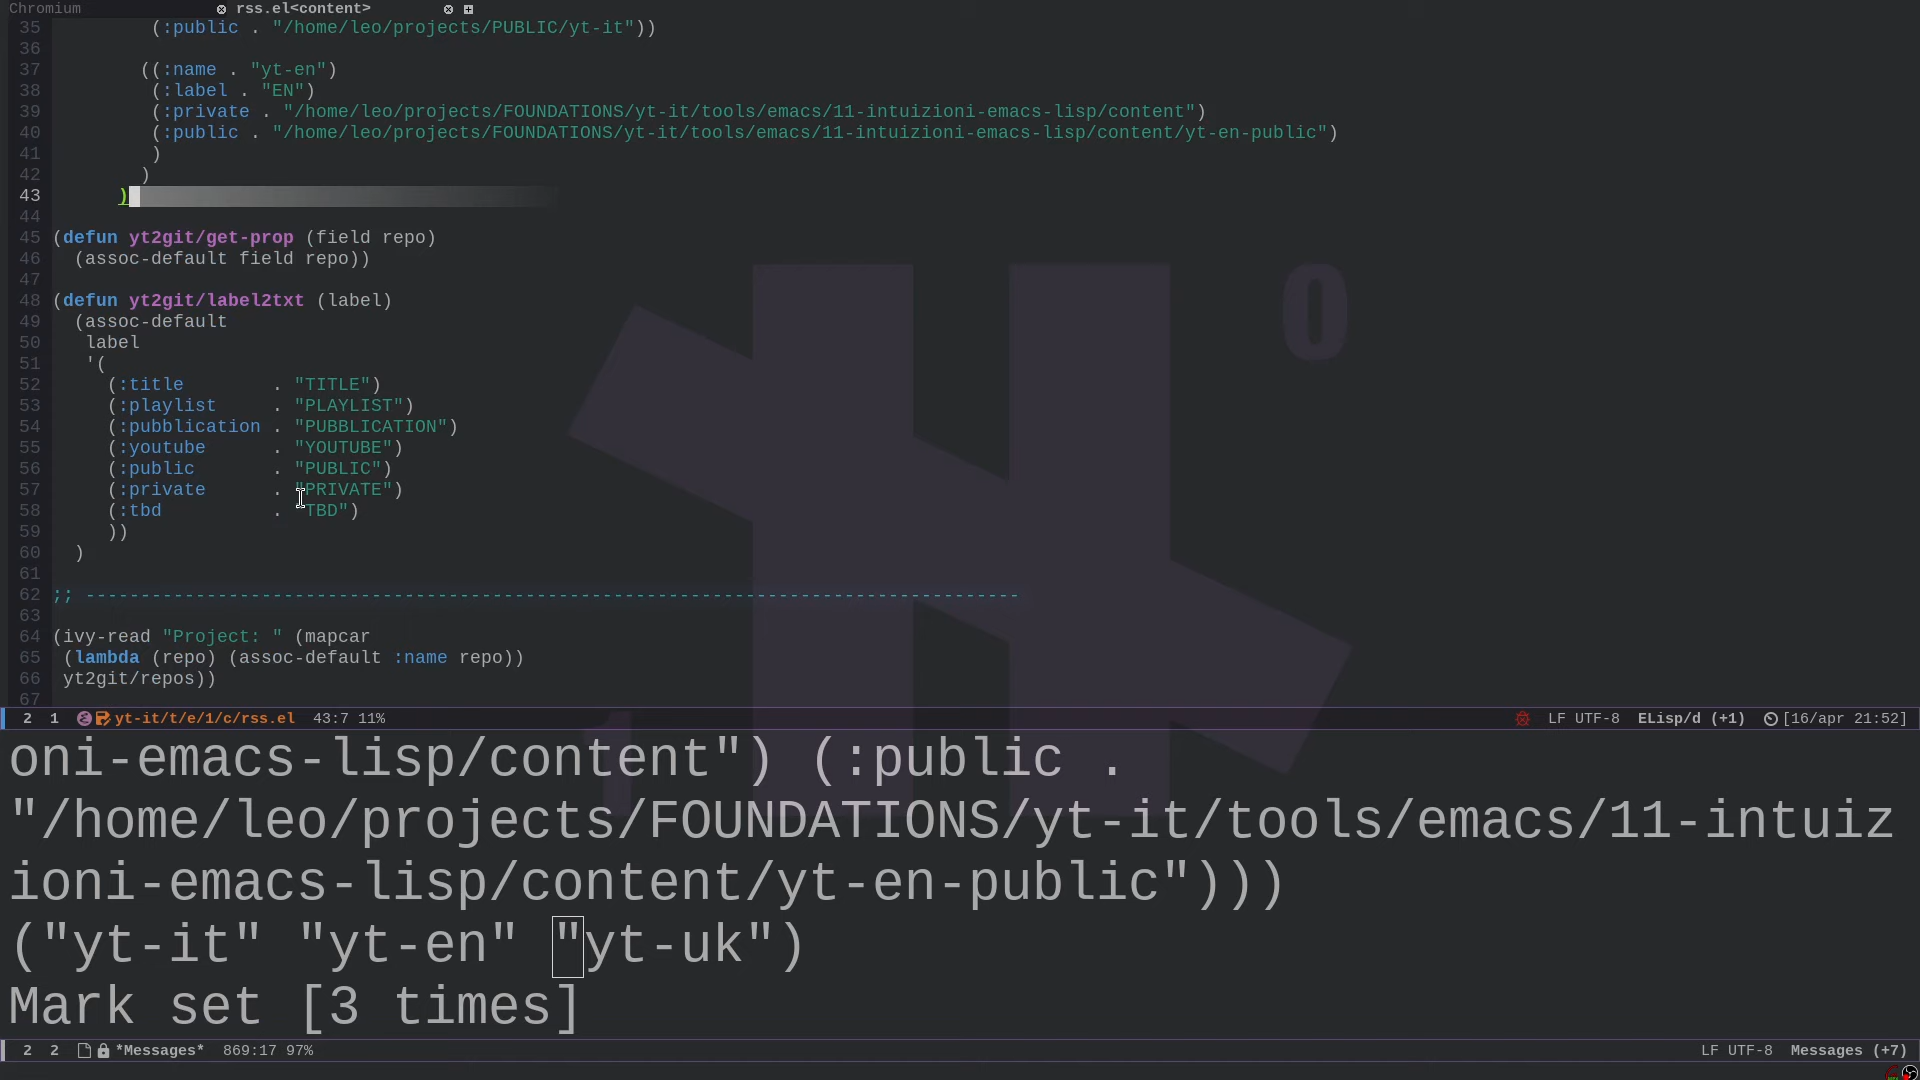 Chromium rss.el<content>
35 (:public . "/home/leo/projects/PUBLIC/yt-it"))
36
37 ((:name . "yt-en")
38 (:label . "EN")
39 (:private . "/home/leo/projects/FOUNDATIONS/yt-it/tools/emacs/11-intuizioni-emacs-lisp/content")
40 (:public . "/home/leo/projects/FOUNDATIONS/yt-it/tools/emacs/11-intuizioni-emacs-lisp/content/yt-en-public")
41 )
42 )
43 )
44
45 (defun yt2git/get-prop (field repo)
46 (assoc-default field repo))
47
48 (defun yt2git/label2txt (label)
49 (assoc-default
50 label
51 '(
52 (:title . "TITLE")
53 (:playlist . "PLAYLIST")
54 (:pubblication . "PUBBLICATION")
55 (:youtube . "YOUTUBE")
56 (:public . "PUBLIC")
57 (:private . "PRIVATE")
58 (:tbd . "TBD")
59 ))
60 )
61
62 ;; -------------------------------------------------------------------------------------
63
64 (ivy-read "Project: " (mapcar
65 (lambda (repo) (assoc-default :name repo))
66 yt2git/repos))
67
2 1 yt-it/t/e/1/c/rss.el 43:7 11% LF UTF-8 ELisp/d (+1) [16/apr 21:52]
oni-emacs-lisp/content") (:public .
"/home/leo/projects/FOUNDATIONS/yt-it/tools/emacs/11-intuiz
ioni-emacs-lisp/content/yt-en-public")))
("yt-it" "yt-en" "yt-uk")
Mark set [3 times]
2 2 *Messages* 869:17 97% LF UTF-8 Messages (+7)